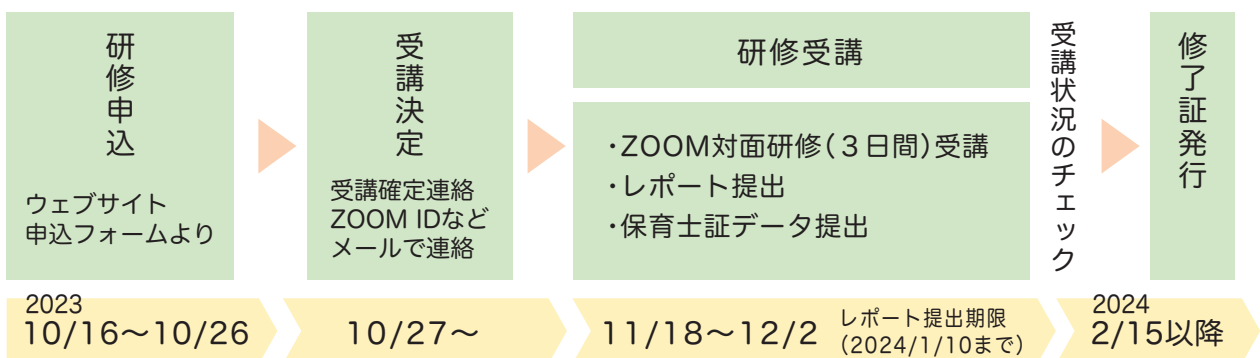 研修申込
ウェブサイト
申込フォームより
受講決定
受講確定連絡
ZOOM IDなど
メールで連絡
研修受講
・ZOOM対面研修(3日間)受講
・レポート提出
・保育士証データ提出
受講状況のチェック
修了証発行
2023
10/16〜10/26
10/27〜
11/18〜12/2
レポート提出期限
(2024/1/10まで)
2024
2/15以降